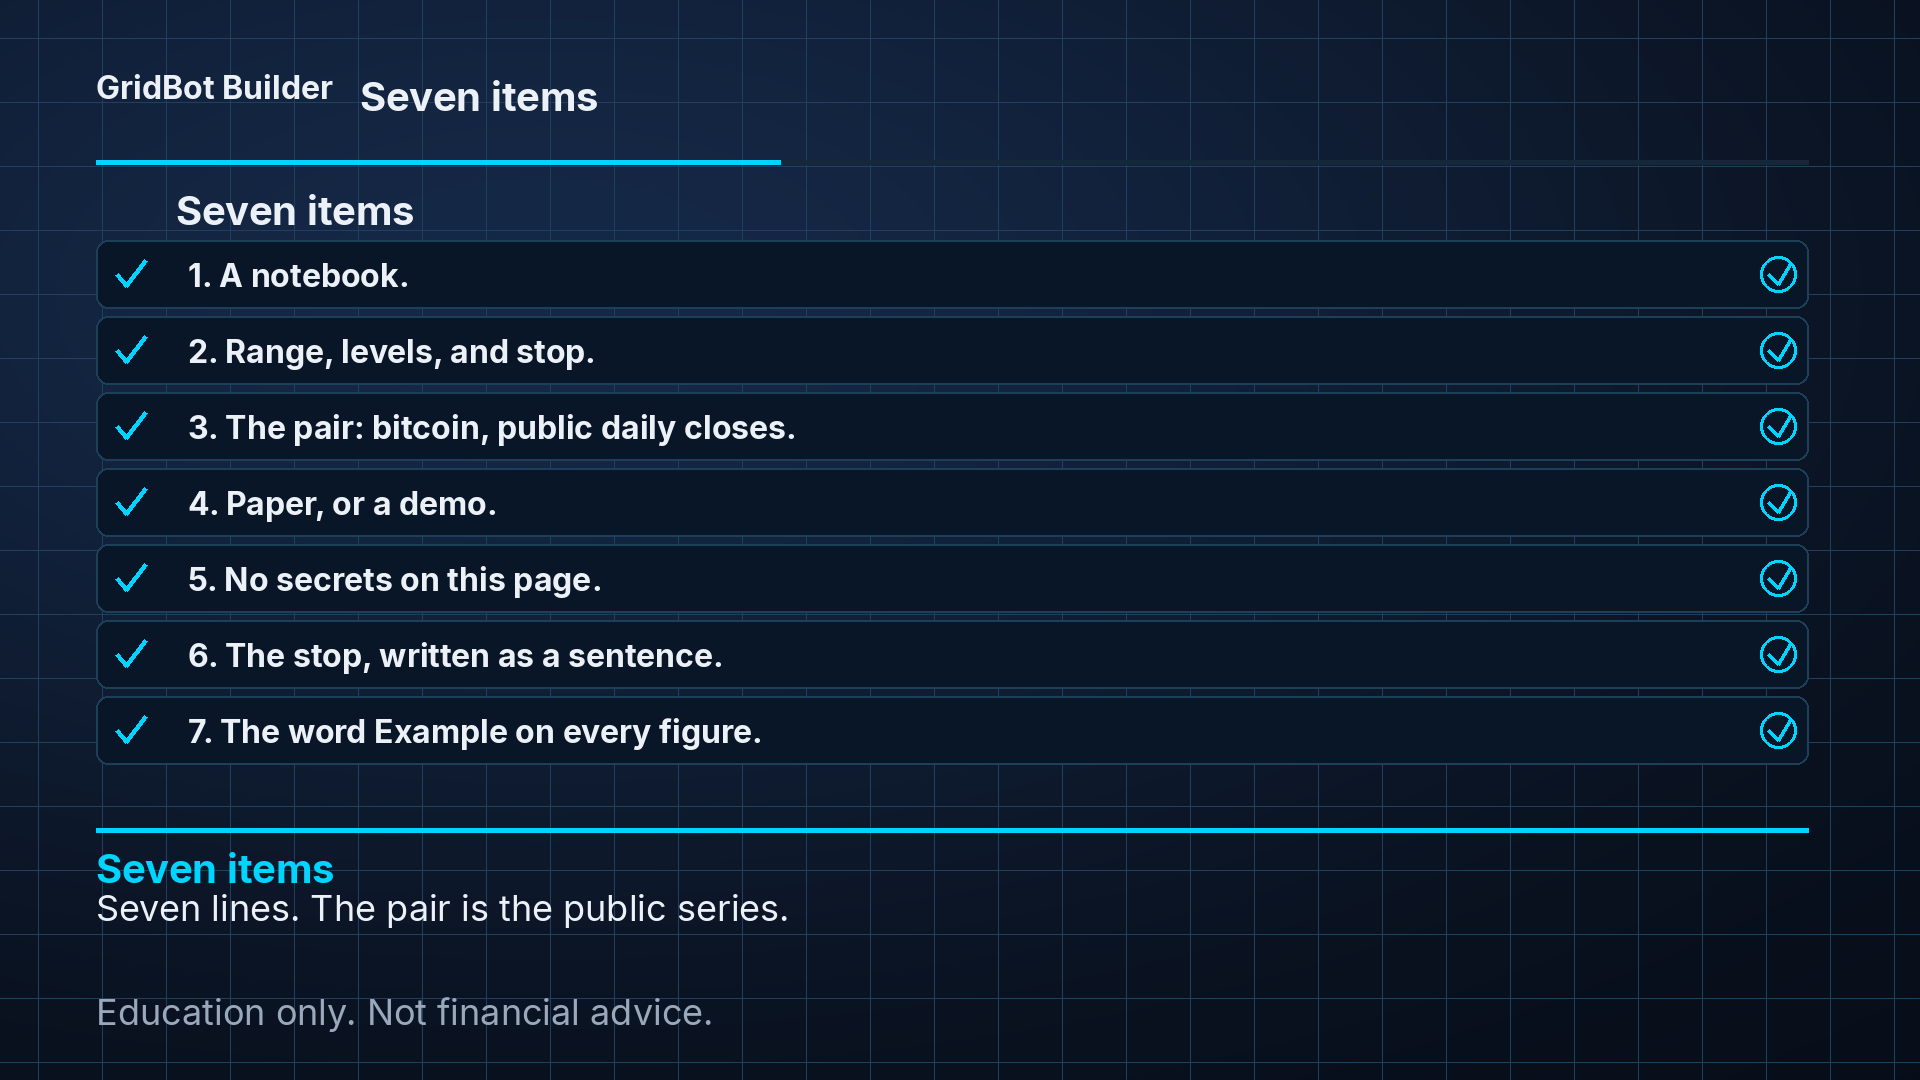 GridBot Builder Seven items
Seven items
1. A notebook.
2. Range, levels, and stop.
3. The pair: bitcoin, public daily closes.
4. Paper, or a demo.
5. No secrets on this page.
6. The stop, written as a sentence.
7. The word Example on every figure.
Seven items
Seven lines. The pair is the public series.
Education only. Not financial advice.